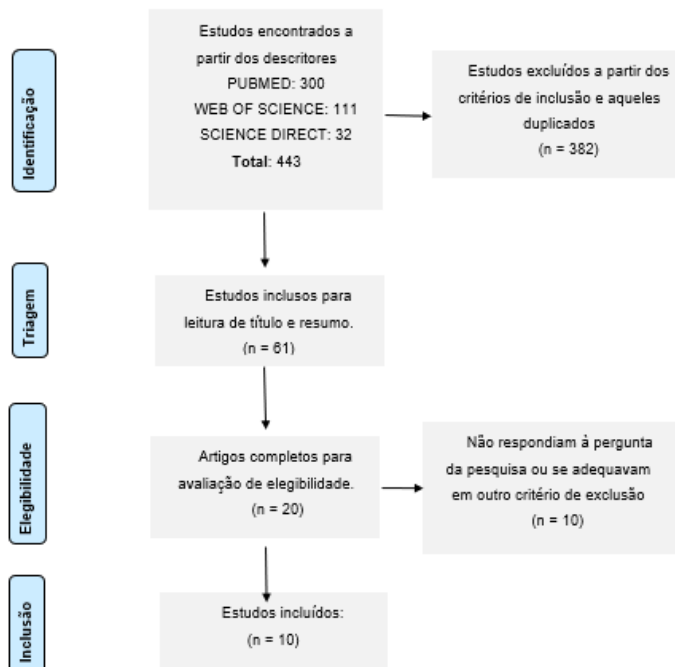 Identificação
Estudos encontrados a
partir dos descritores
PUBMED: 300
WEB OF SCIENCE: 111
SCIENCE DIRECT: 32
Total: 443
Estudos excluídos a partir dos
critérios de inclusão e aqueles
duplicados
(n = 382)
Triagem
Estudos inclusos para
leitura de título e resumo.
(n = 61)
Elegibilidade
Artigos completos para
avaliação de elegibilidade.
(n = 20)
Não respondiam à pergunta
da pesquisa ou se adequavam
em outro critério de exclusão
(n = 10)
Inclusão
Estudos incluídos:
(n = 10)